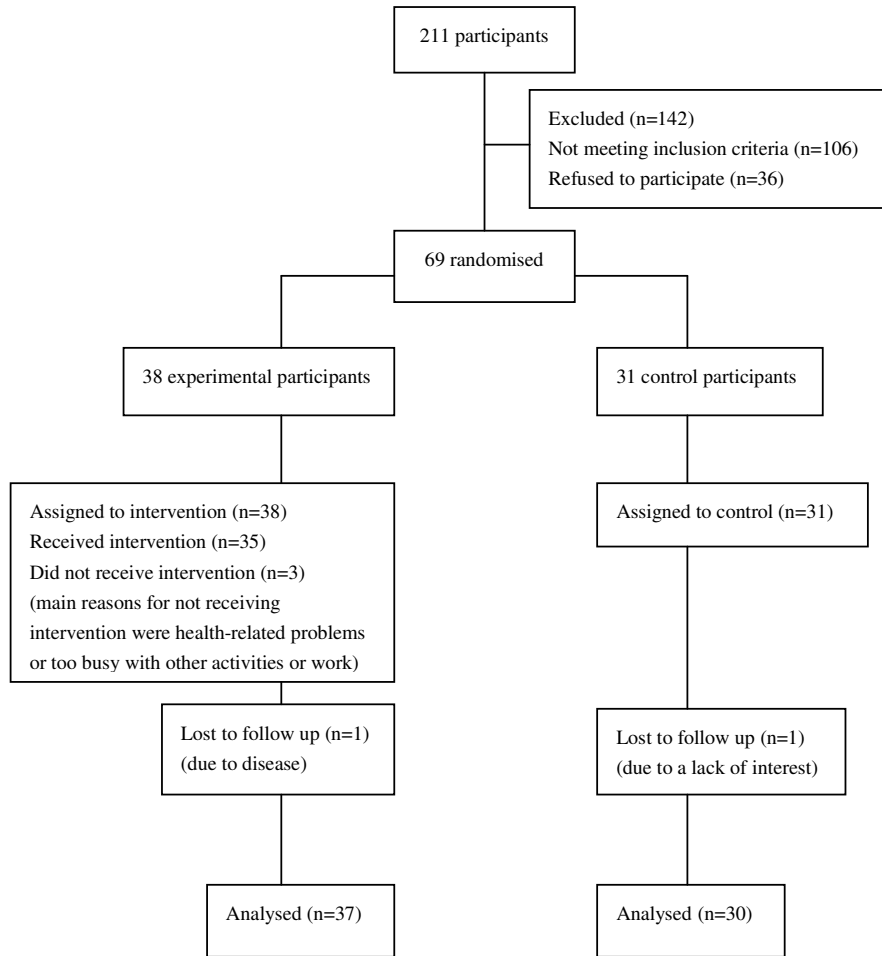 211 participants
Excluded (n=142)
Not meeting inclusion criteria (n=106)
Refused to participate (n=36)
69 randomised
38 experimental participants
31 control participants
Assigned to intervention (n=38)
Received intervention (n=35)
Did not receive intervention (n=3)
(main reasons for not receiving
intervention were health-related problems
or too busy with other activities or work)
Assigned to control (n=31)
Lost to follow up (n=1)
(due to disease)
Lost to follow up (n=1)
(due to a lack of interest)
Analysed (n=37)
Analysed (n=30)